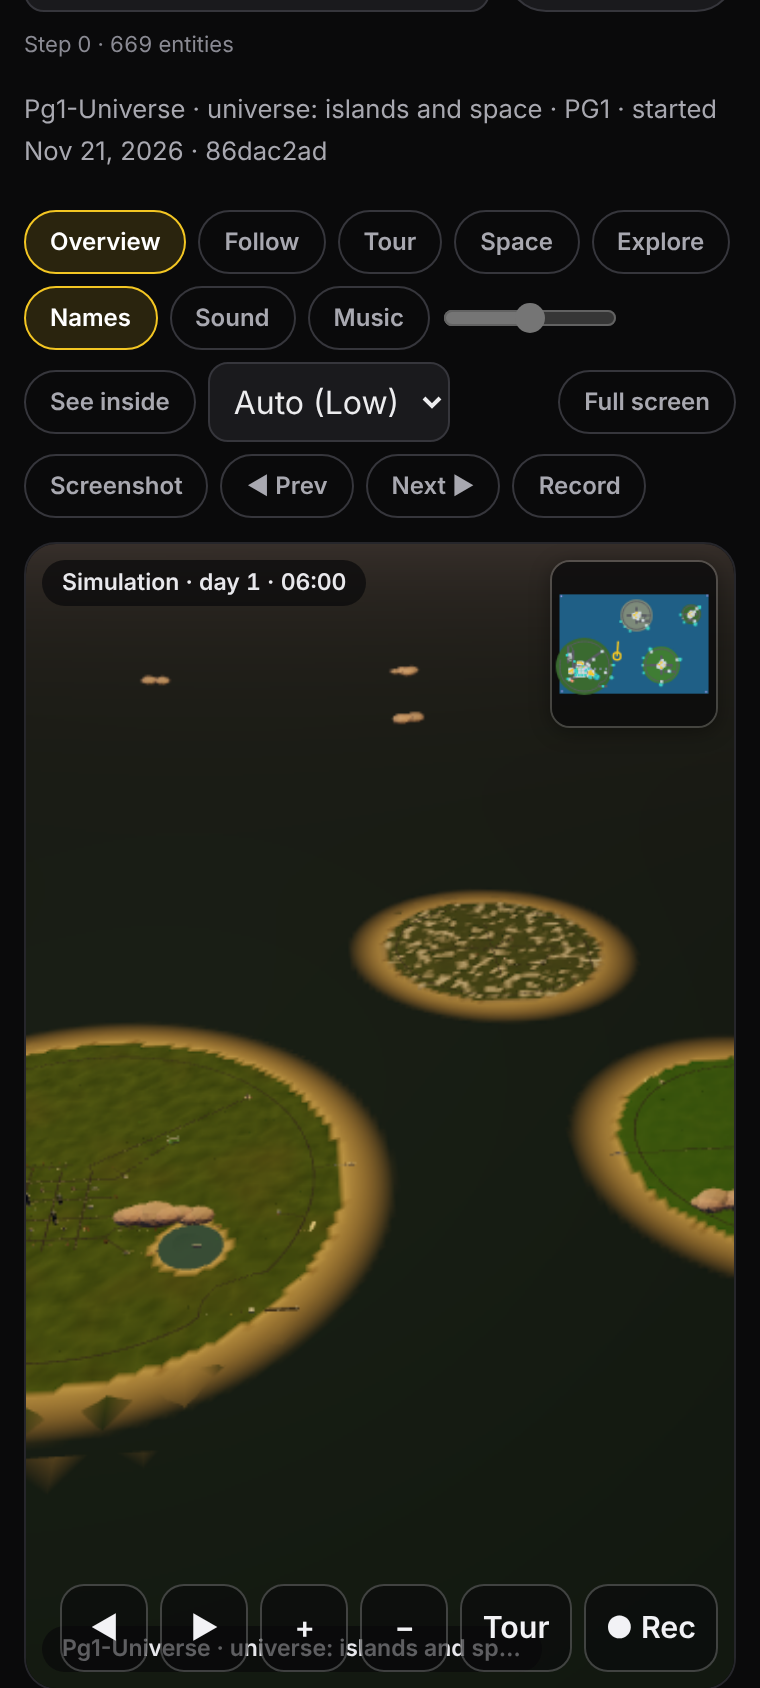 Step 0 · 669 entities
Pg1-Universe · universe: islands and space · PG1 · started
Nov 21, 2026 · 86dac2ad
Overview Follow Tour Space Explore
Names Sound Music
See inside Auto (Low) Full screen
Screenshot ◀ Prev Next ▶ Record
Simulation · day 1 · 06:00
◀ ▶ + − Tour ● Rec
Pg1-Universe · universe: islands and sp...